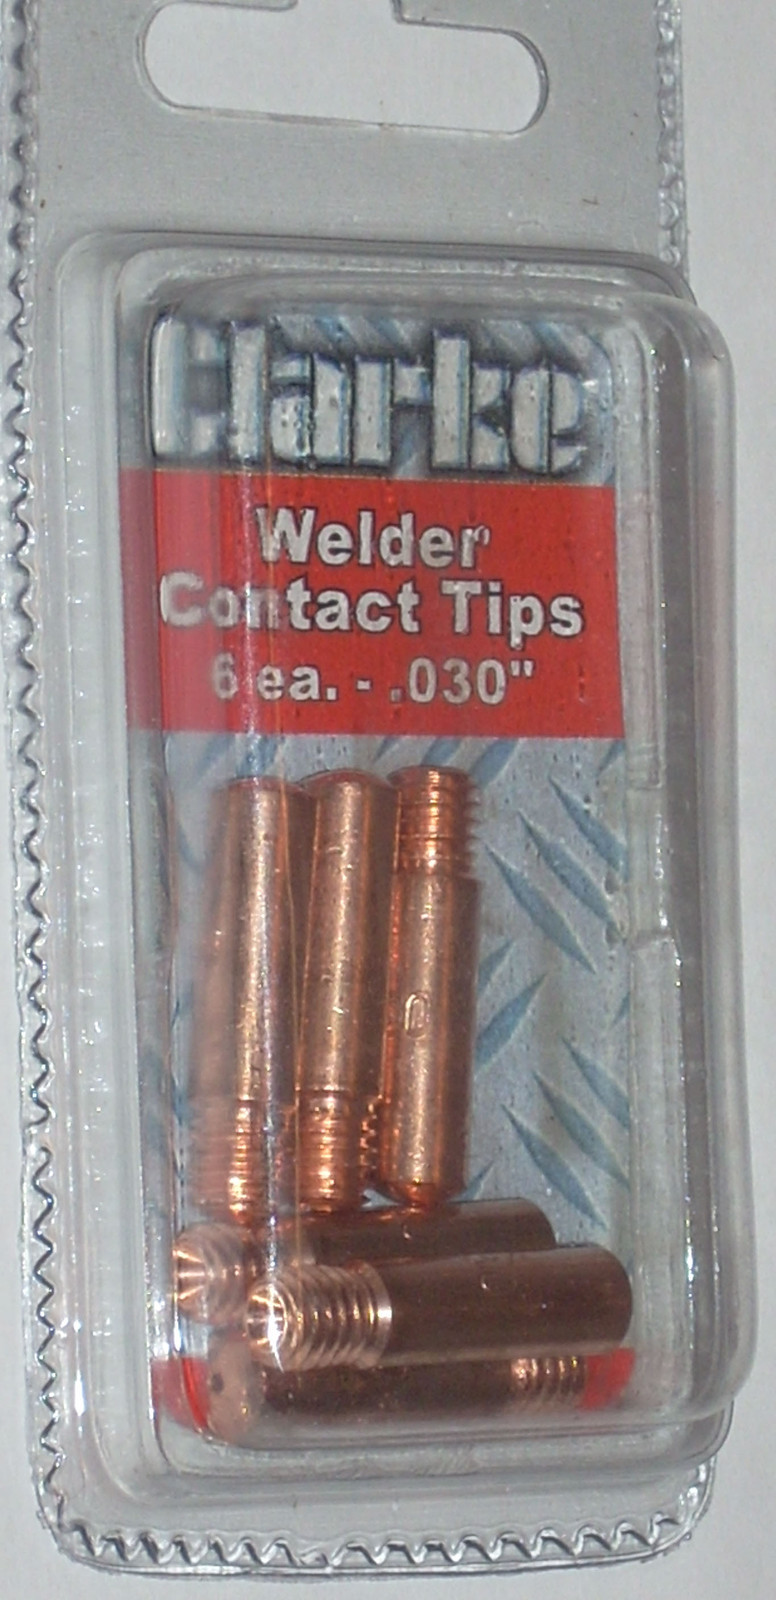 Clarke
Welder
Contact Tips
6 ea. - .030"